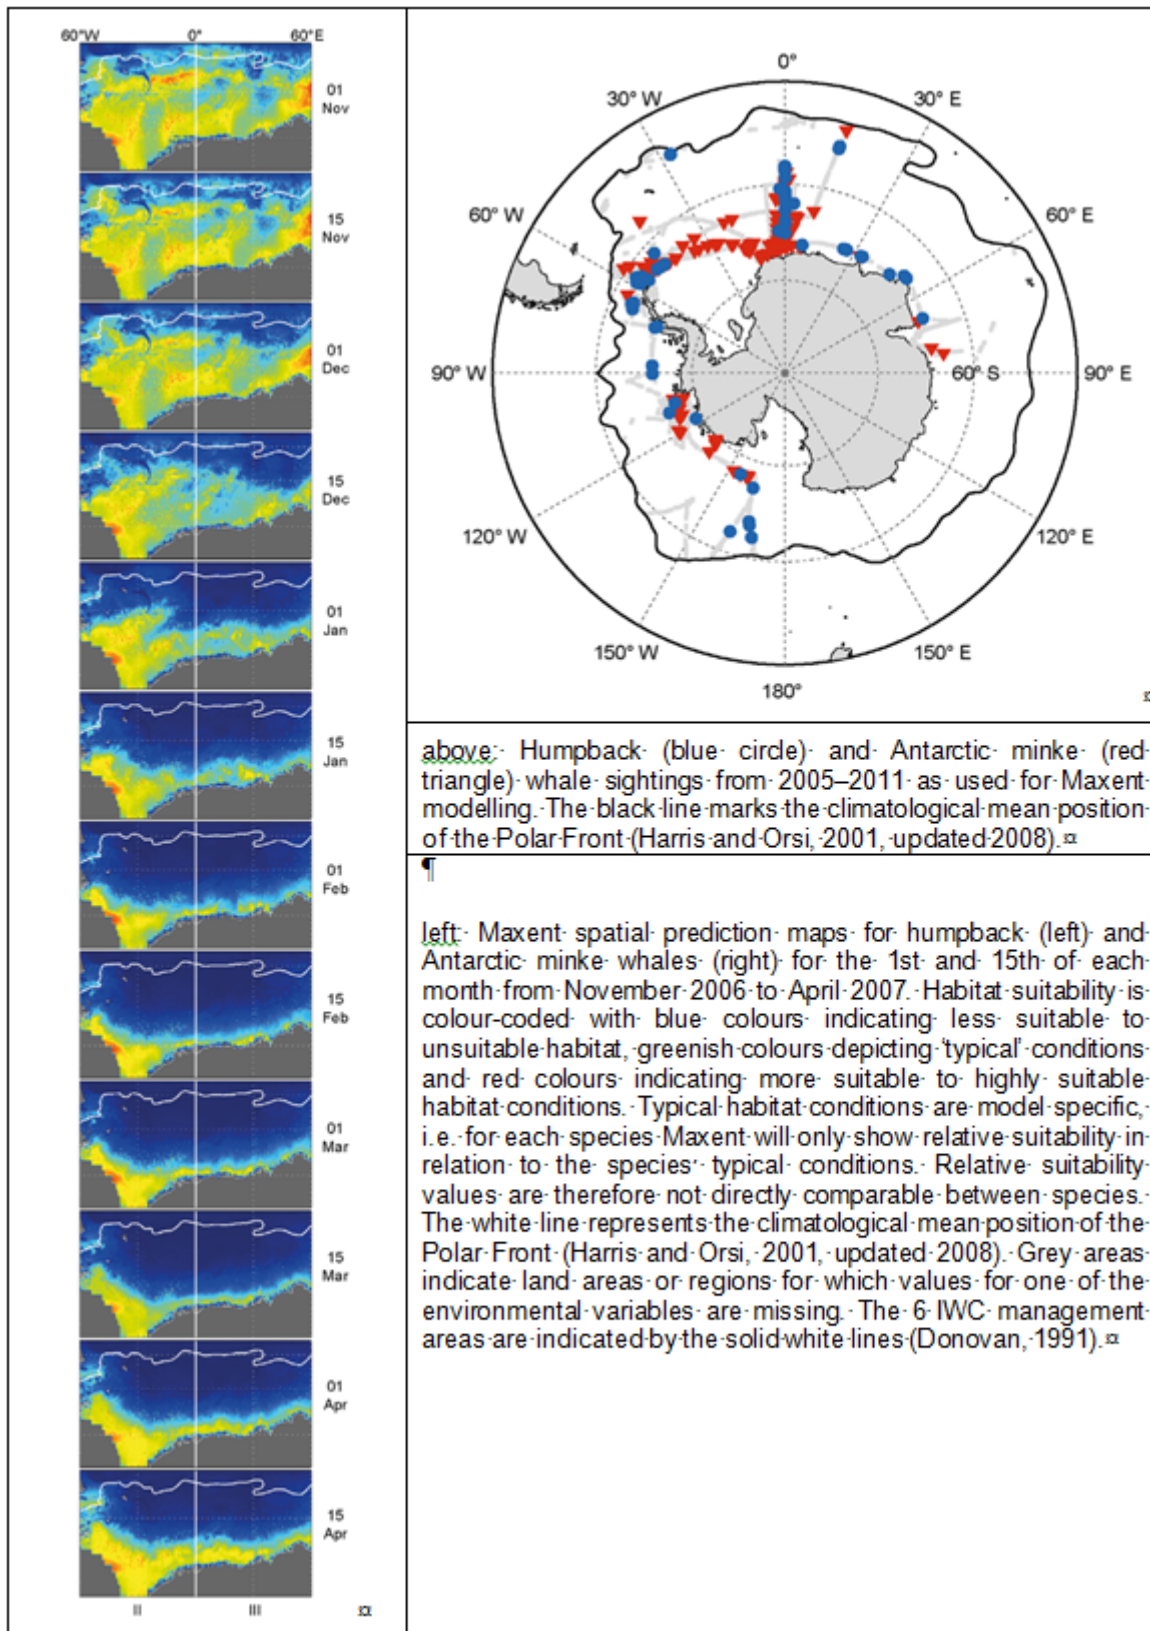 60°W 0° 60°E
01
Nov
15
Nov
01
Dec
15
Dec
01
Jan
15
Jan
01
Feb
15
Feb
01
Mar
15
Mar
01
Apr
15
Apr
II III ¤
0°
30° W 30° E
60° W 60° E
90° W 60° S 90° E
120° W 120° E
150° W 150° E
180°
¤
above: Humpback (blue circle) and Antarctic minke (red
triangle) whale sightings from 2005–2011 as used for Maxent
modelling. The black line marks the climatological mean position
of the Polar Front (Harris and Orsi, 2001, updated 2008).¤
¶
left: Maxent spatial prediction maps for humpback (left) and
Antarctic minke whales (right) for the 1st and 15th of each
month from November 2006 to April 2007. Habitat suitability is
colour-coded with blue colours indicating less suitable to
unsuitable habitat, greenish colours depicting ‘typical’ conditions
and red colours indicating more suitable to highly suitable
habitat conditions. Typical habitat conditions are model specific,
i.e. for each species Maxent will only show relative suitability in
relation to the species’ typical conditions. Relative suitability
values are therefore not directly comparable between species.
The white line represents the climatological mean position of the
Polar Front (Harris and Orsi, 2001, updated 2008). Grey areas
indicate land areas or regions for which values for one of the
environmental variables are missing. The 6 IWC management
areas are indicated by the solid white lines (Donovan, 1991).¤